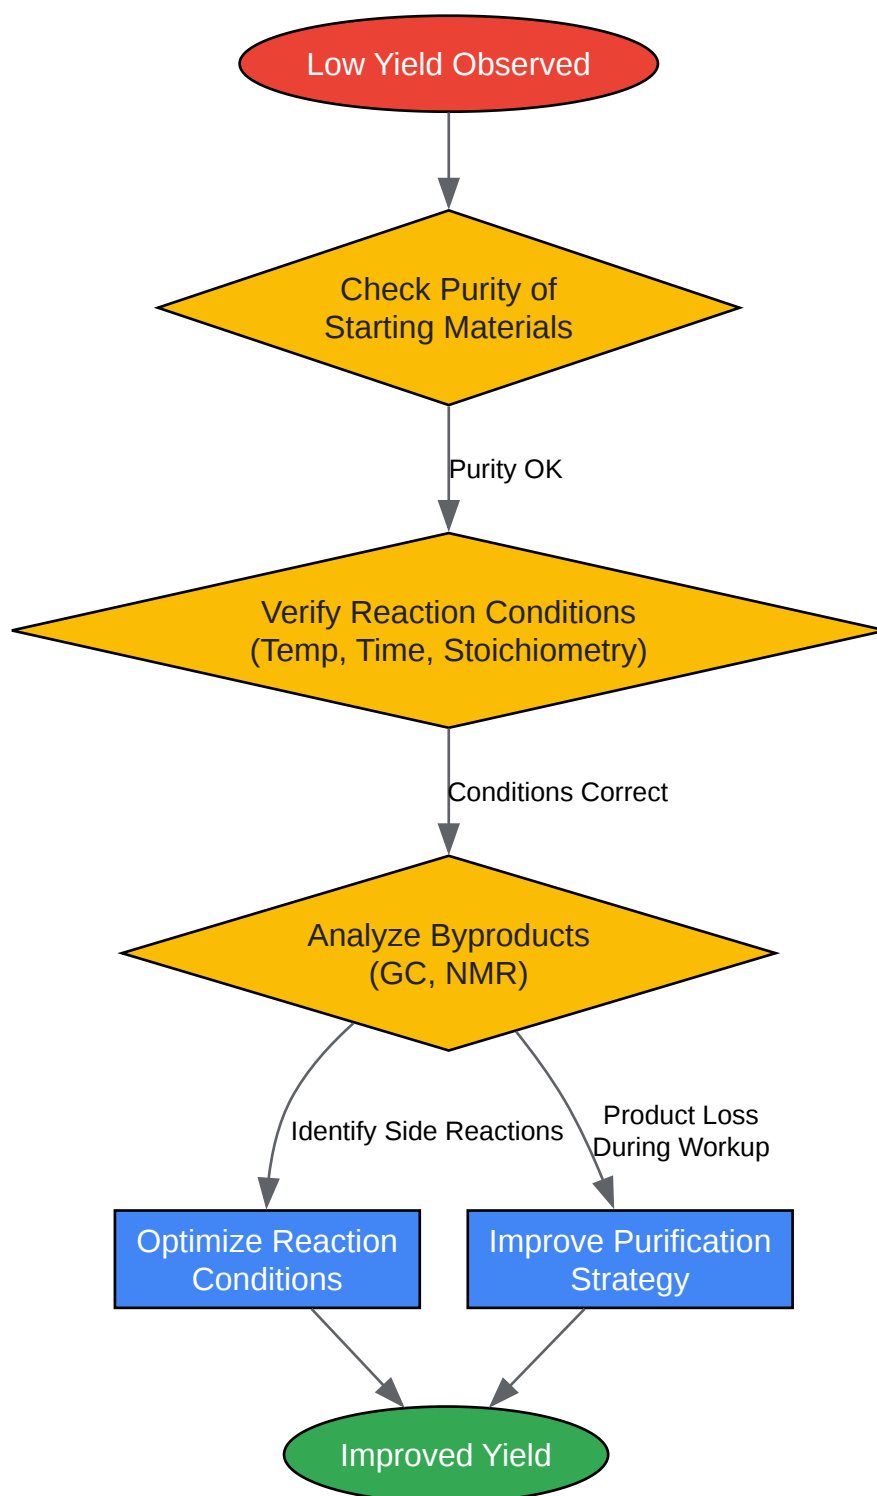 Low Yield Observed
Check Purity of
Starting Materials
Purity OK
Verify Reaction Conditions
(Temp, Time, Stoichiometry)
Conditions Correct
Analyze Byproducts
(GC, NMR)
Identify Side Reactions
Product Loss
During Workup
Optimize Reaction
Conditions
Improve Purification
Strategy
Improved Yield